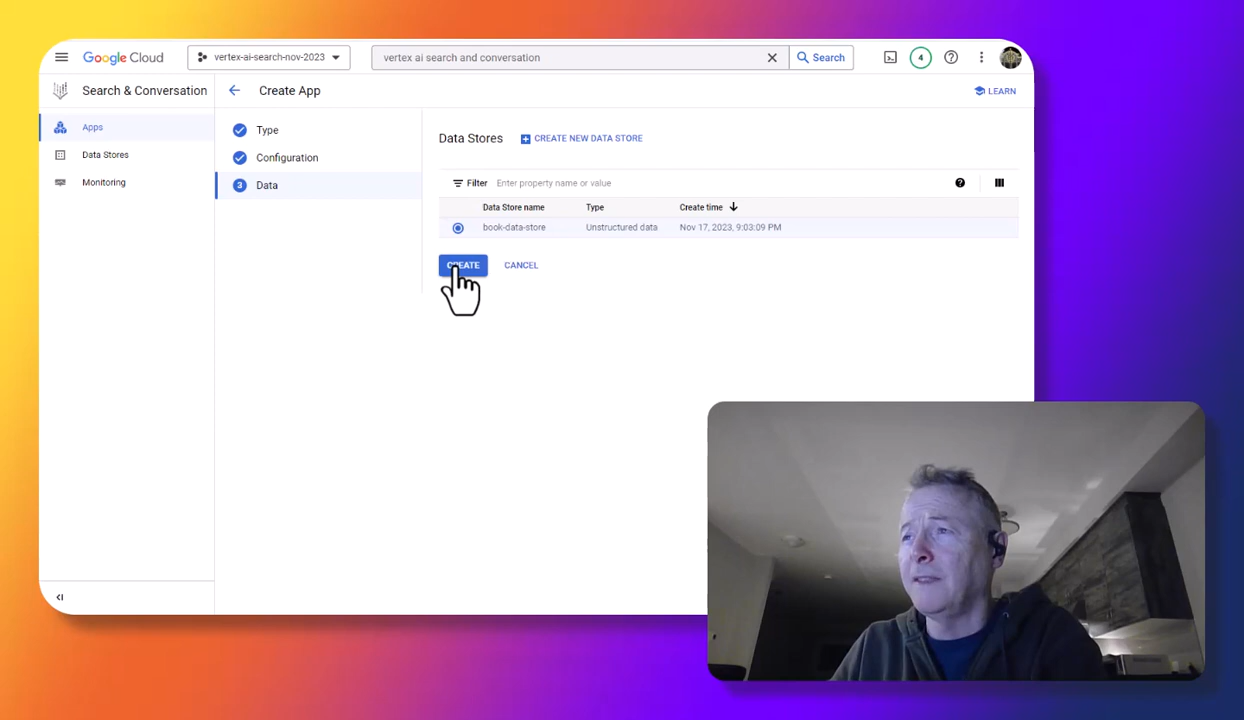 Google Cloud
vertex-ai-search-nov-2023
vertex ai search and conversation
Search
4
Search & Conversation
Create App
LEARN
Apps
Data Stores
Monitoring
Type
Configuration
3 Data
Data Stores
CREATE NEW DATA STORE
Filter Enter property name or value
Data Store name Type Create time
book-data-store Unstructured data Nov 17, 2023, 9:03:09 PM
CREATE CANCEL